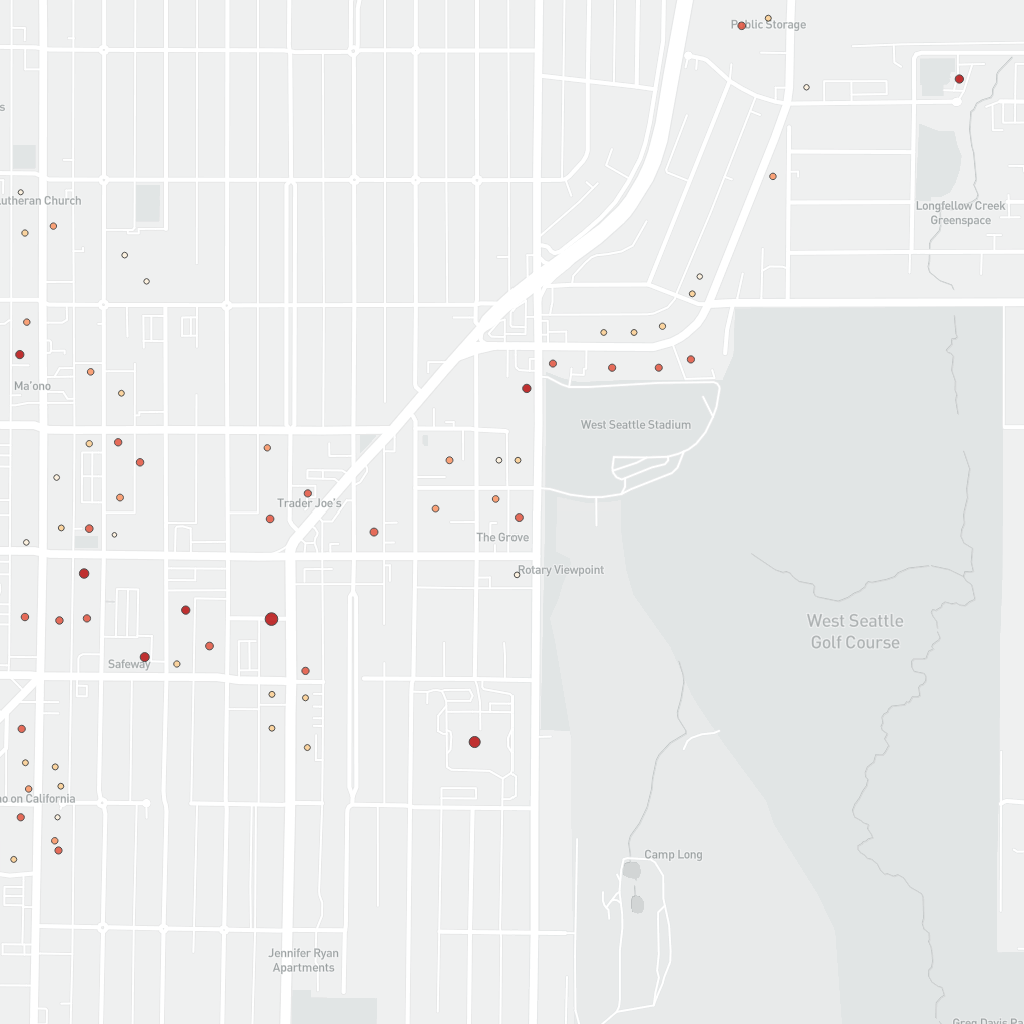 Public Storage
s
utheran Church
Longfellow Creek
Greenspace
Ma'ono
West Seattle Stadium
Trader Joe's
The Grove
Rotary Viewpoint
West Seattle
Golf Course
Safeway
no on California
Camp Long
Jennifer Ryan
Apartments
Greg Davis Pa